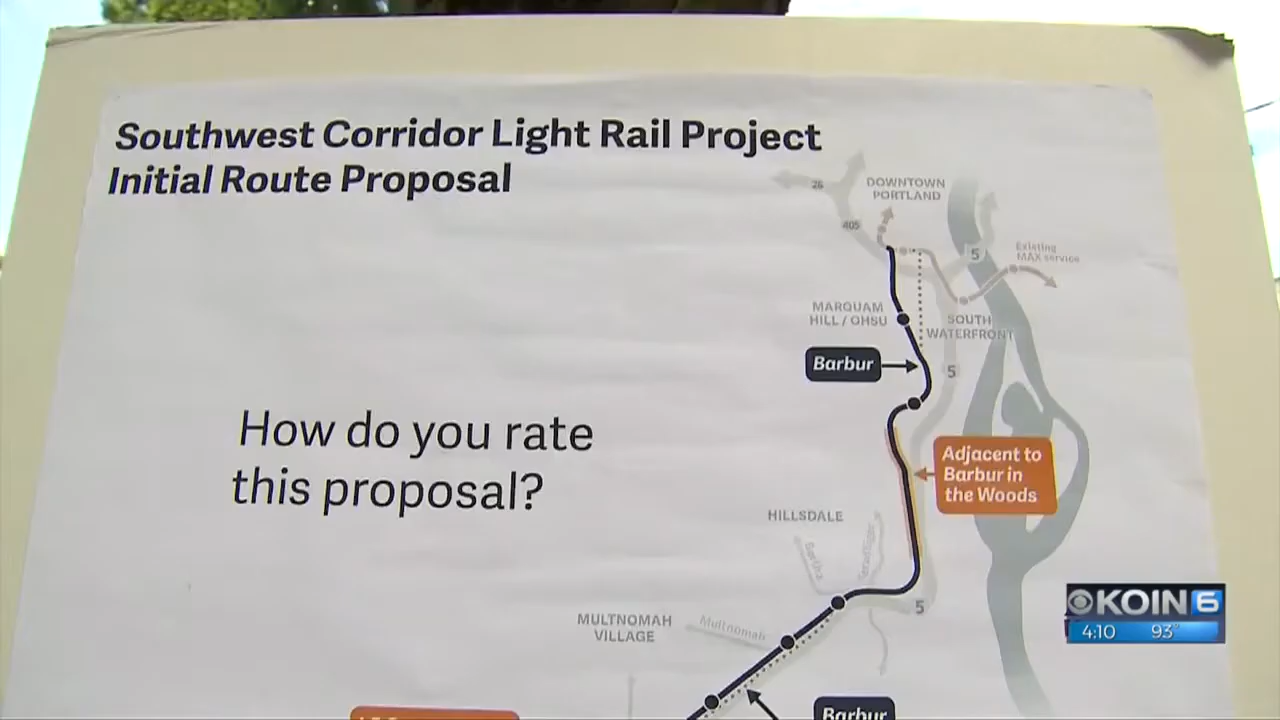 Southwest Corridor Light Rail Project
Initial Route Proposal
How do you rate
this proposal?
26
DOWNTOWN
PORTLAND
405
5
Existing
MAX service
MARQUAM
HILL / OHSU
SOUTH
WATERFRONT
Barbur
5
Adjacent to
Barbur in
the Woods
HILLSDALE
Bertha
5
MULTNOMAH
VILLAGE
Multnomah
Barbur
KOIN 6
4:10 93°